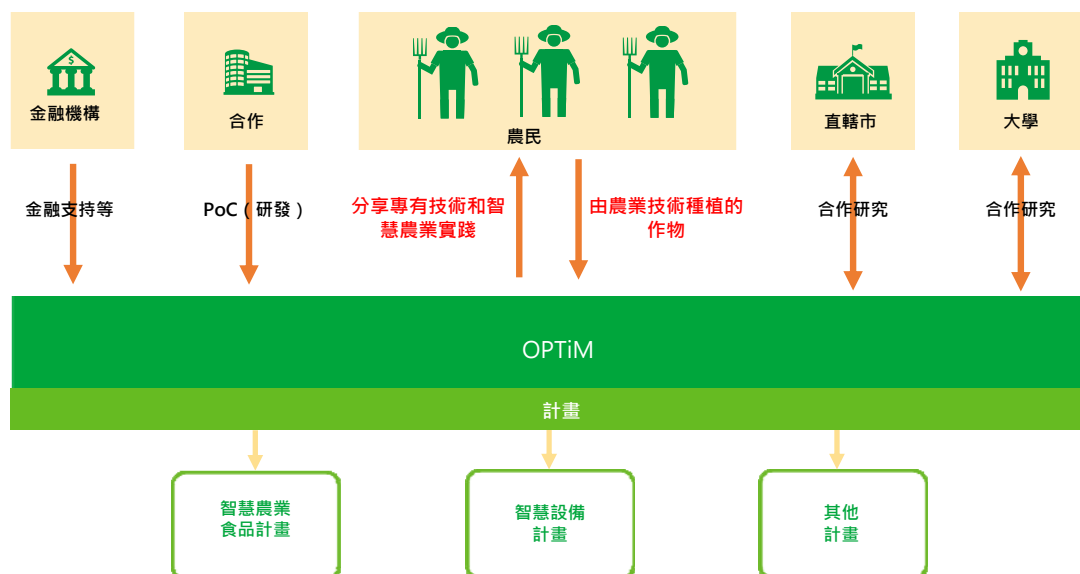 $
金融機構
合作
農民
直轄市
大學
金融支持等
PoC（研發）
分享專有技術和智
慧農業實踐
由農業技術種植的
作物
合作研究
合作研究
OPTiM
計畫
智慧農業
食品計畫
智慧設備
計畫
其他
計畫